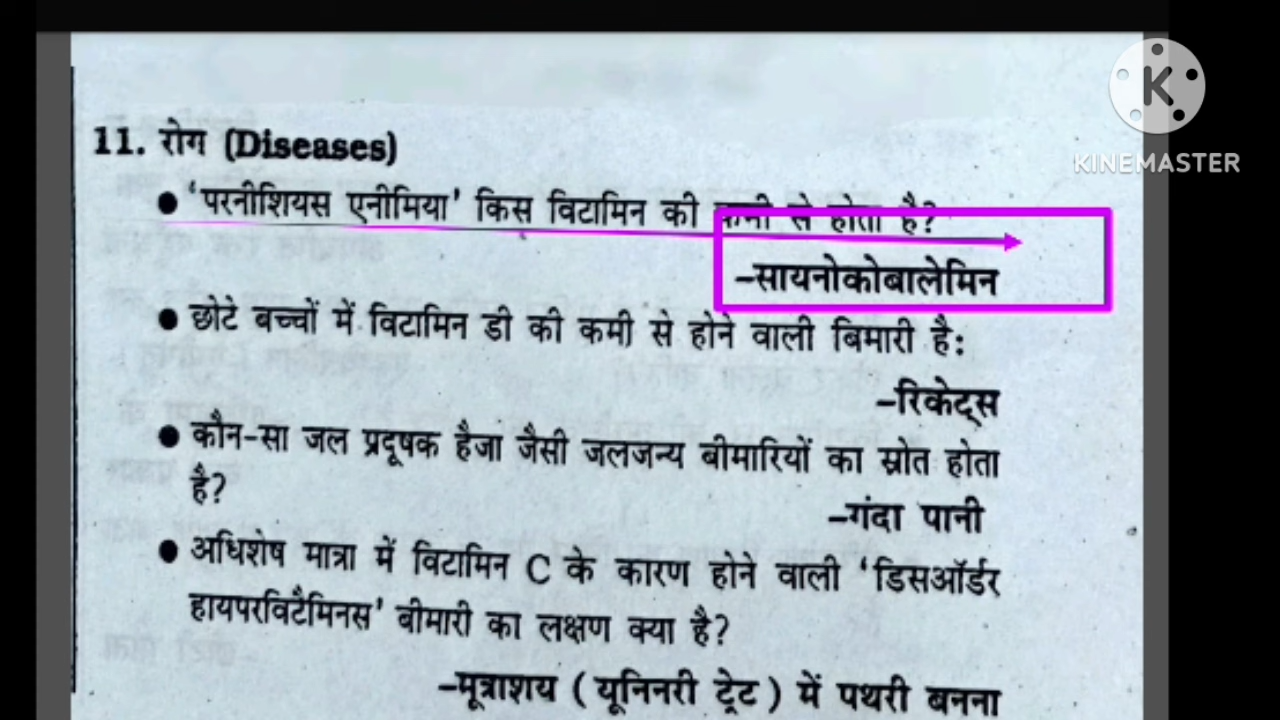 K
KINEMASTER
11. रोग (Diseases)
● 'परनीशियस एनीमिया' किस विटामिन की कमी से होता है?
–सायनोकोबालेमिन
● छोटे बच्चों में विटामिन डी की कमी से होने वाली बिमारी है:
–रिकेट्स
● कौन-सा जल प्रदूषक हैजा जैसी जलजन्य बीमारियों का स्रोत होता
है?
–गंदा पानी
● अधिशेष मात्रा में विटामिन C के कारण होने वाली 'डिसऑर्डर
हायपरविटैमिनस' बीमारी का लक्षण क्या है?
–मूत्राशय (यूनिनरी ट्रेट) में पथरी बनना